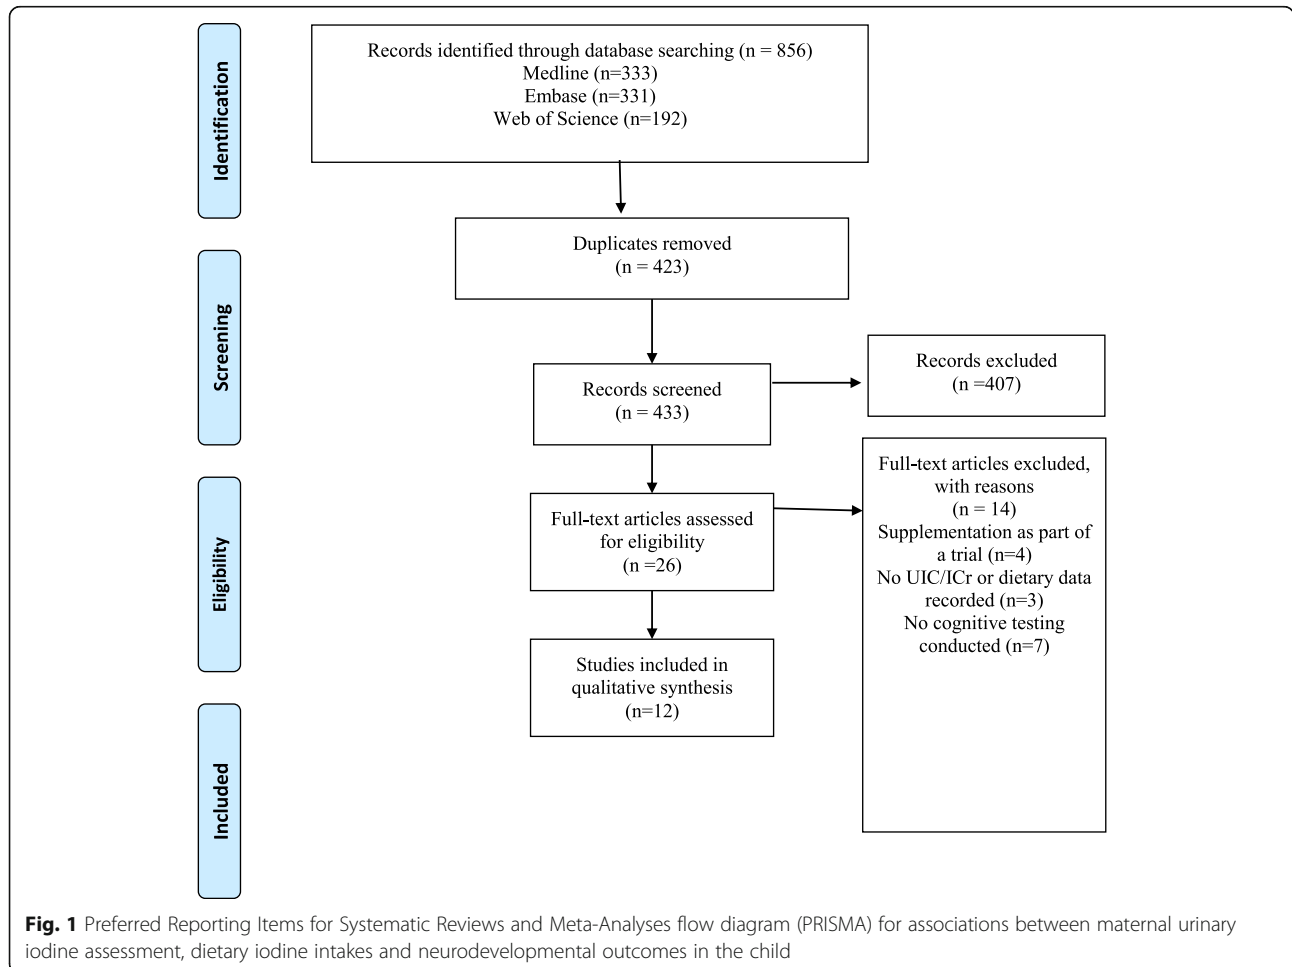 Identification
Records identified through database searching (n = 856)
Medline (n=333)
Embase (n=331)
Web of Science (n=192)
Duplicates removed
(n = 423)
Screening
Records screened
(n = 433)
Records excluded
(n =407)
Eligibility
Full-text articles assessed
for eligibility
(n =26)
Full-text articles excluded,
with reasons
(n = 14)
Supplementation as part of
a trial (n=4)
No UIC/ICr or dietary data
recorded (n=3)
No cognitive testing
conducted (n=7)
Studies included in
qualitative synthesis
(n=12)
Included
Fig. 1 Preferred Reporting Items for Systematic Reviews and Meta-Analyses flow diagram (PRISMA) for associations between maternal urinary
iodine assessment, dietary iodine intakes and neurodevelopmental outcomes in the child